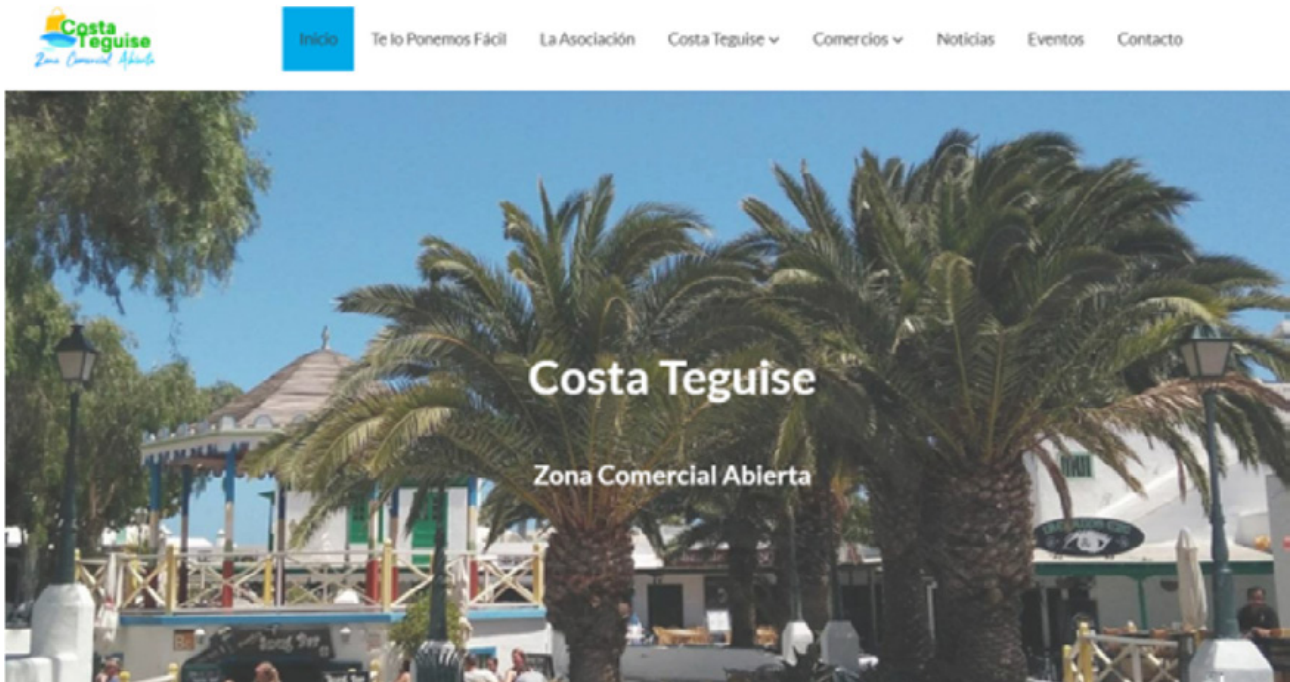 Costa
Teguise
Zona Comercial Abierta
Inicio
Te lo Ponemos Fácil
La Asociación
Costa Teguise
Comercios
Noticias
Eventos
Contacto
Costa Teguise
Zona Comercial Abierta